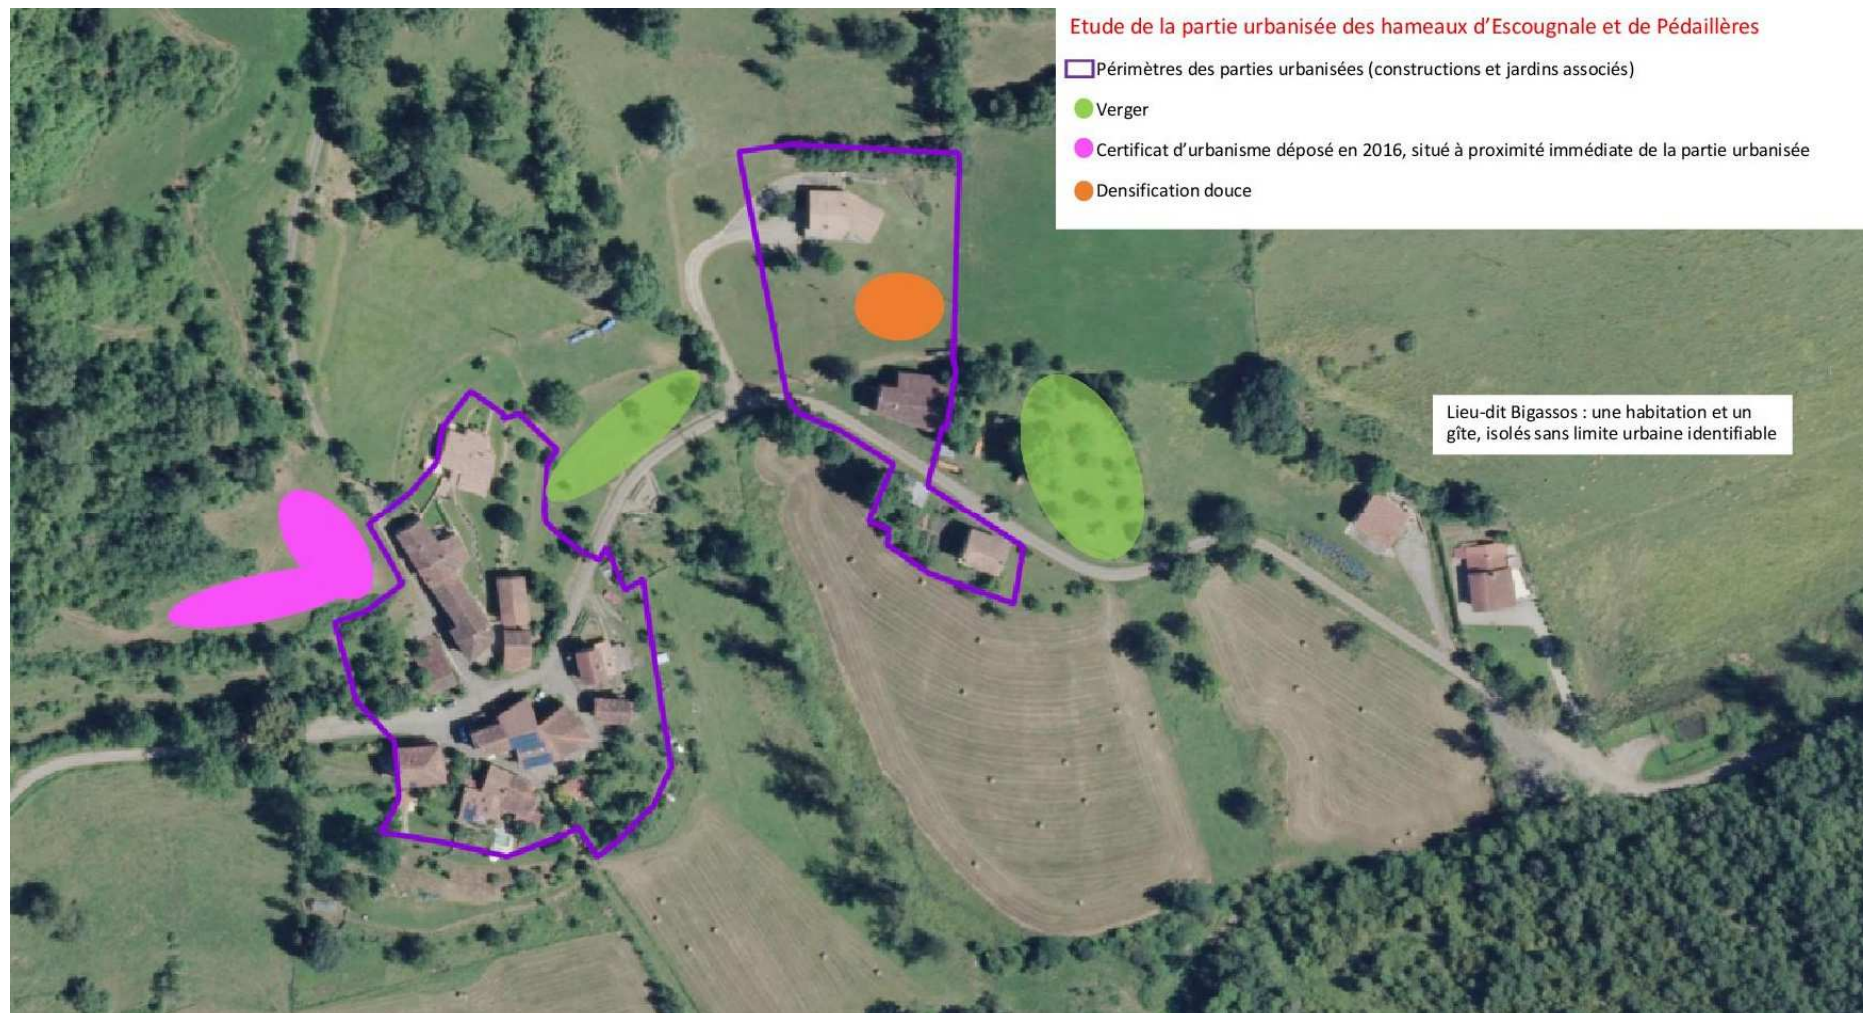 Etude de la partie urbanisée des hameaux d’Escougnale et de Pédaillères
Périmètres des parties urbanisées (constructions et jardins associés)
Verger
Certificat d’urbanisme déposé en 2016, situé à proximité immédiate de la partie urbanisée
Densification douce
Lieu-dit Bigassos : une habitation et un
gîte, isolés sans limite urbaine identifiable